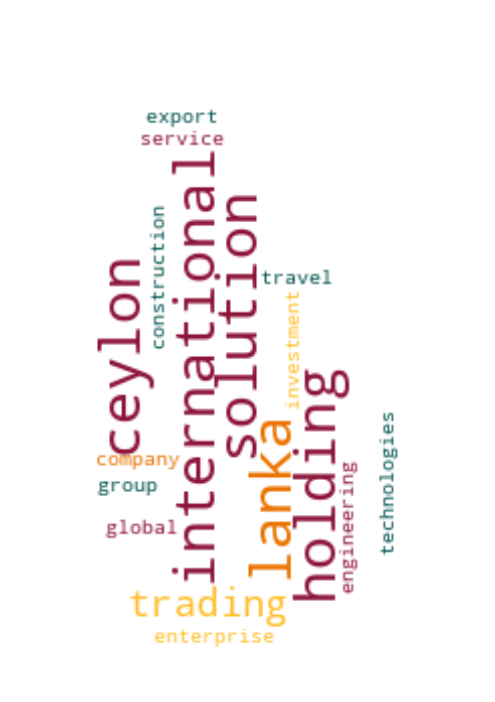 export
service
international
solution
ceylon
construction
travel
investment
holding
lanka
technologies
company
engineering
group
global
trading
enterprise